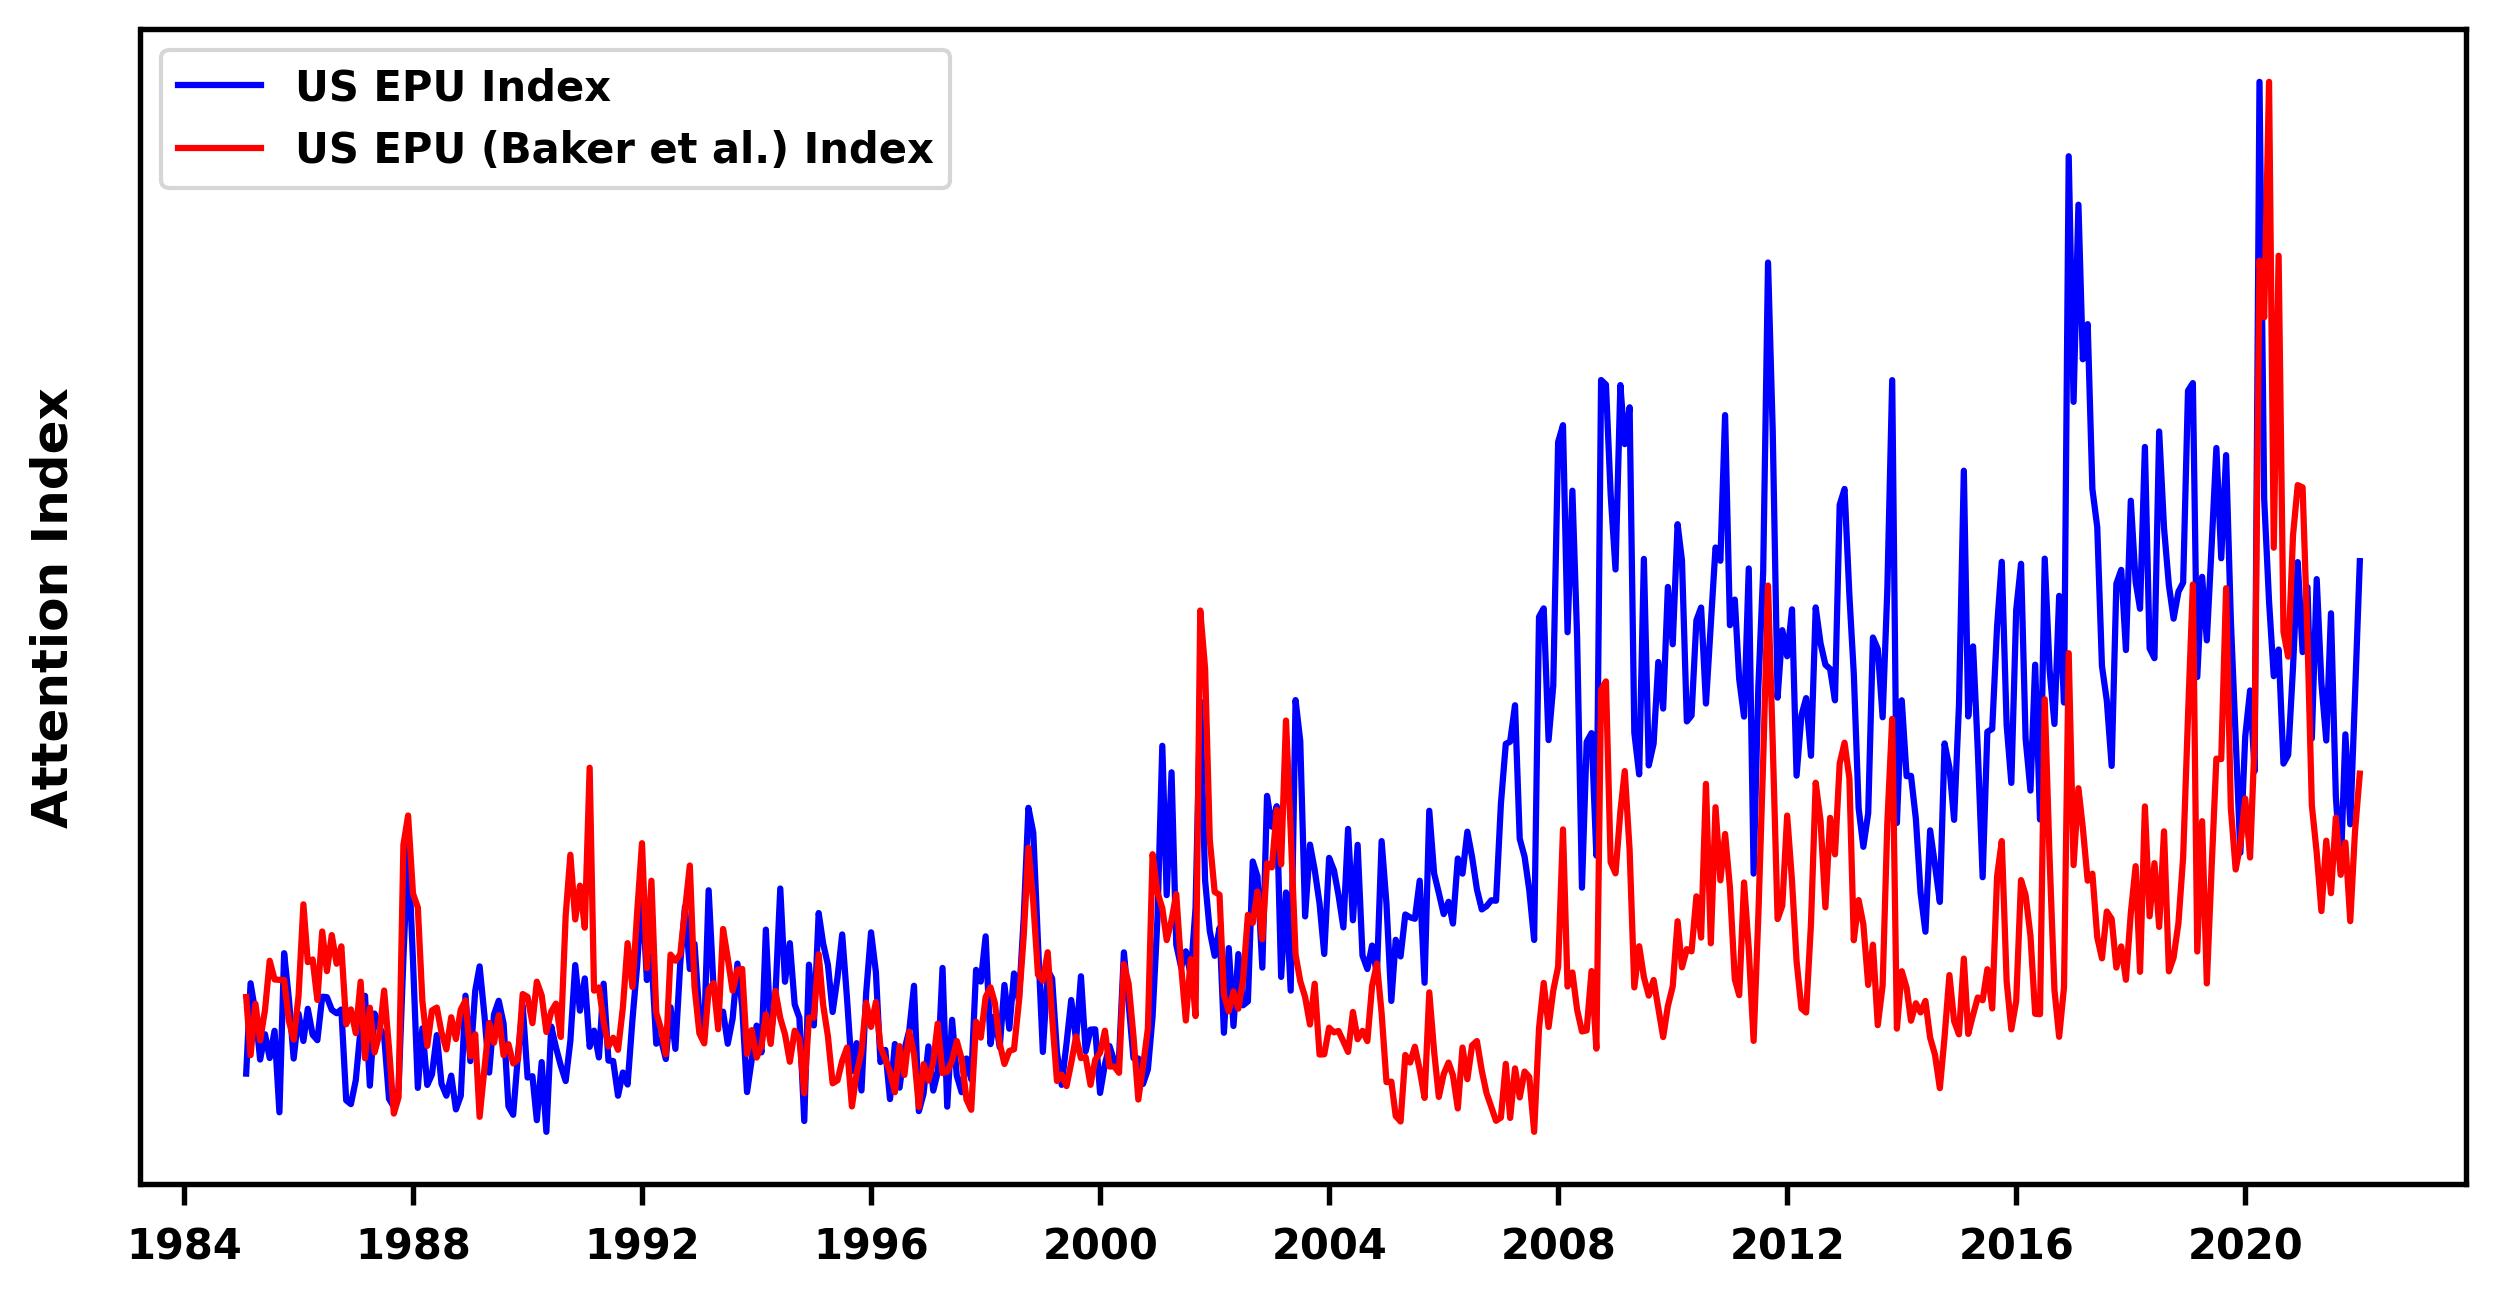 US EPU Index
US EPU (Baker et al.) Index
Attention Index
1984 1988 1992 1996 2000 2004 2008 2012 2016 2020